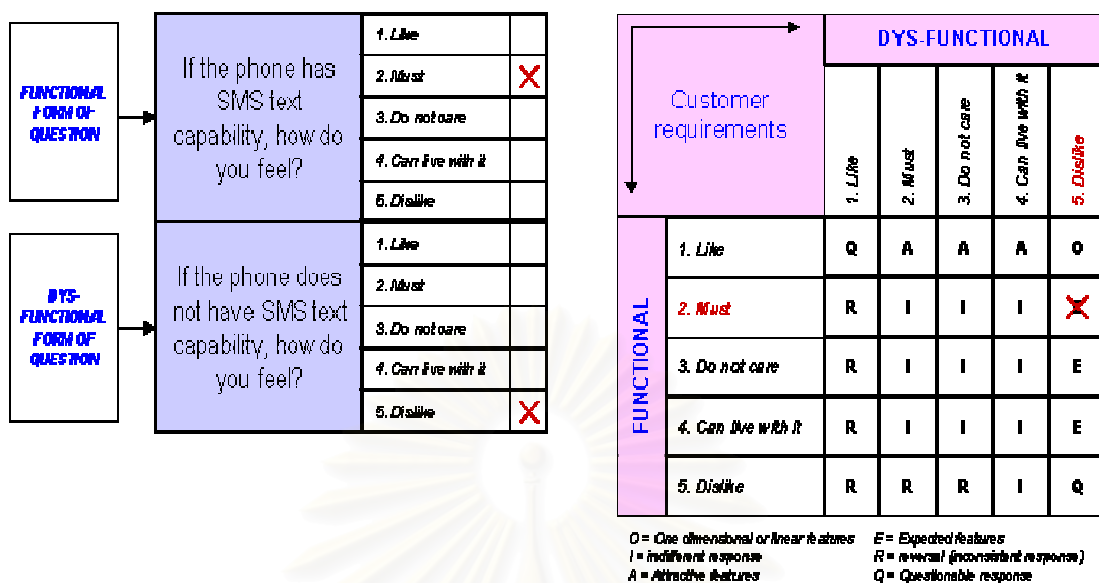 FUNCTIONAL
FORM OF
QUESTION
If the phone has
SMS text
capability, how do
you feel?
1. Like
2. Must X
3. Do not care
4. Can live with it
5. Dislike
DYS-
FUNCTIONAL
FORM OF
QUESTION
If the phone does
not have SMS text
capability, how do
you feel?
1. Like
2. Must
3. Do not care
4. Can live with it
5. Dislike X
Customer
requirements
DYS-FUNCTIONAL
1. Like
2. Must
3. Do not care
4. Can live with it
5. Dislike
FUNCTIONAL
1. Like Q A A A O
2. Must R I I I X
3. Do not care R I I I E
4. Can live with it R I I I E
5. Dislike R R R I Q
O = One dimensional or linear features E = Expected features
I = indifferent response R = reversal (inconsistent response)
A = Attractive features Q = Questionable response